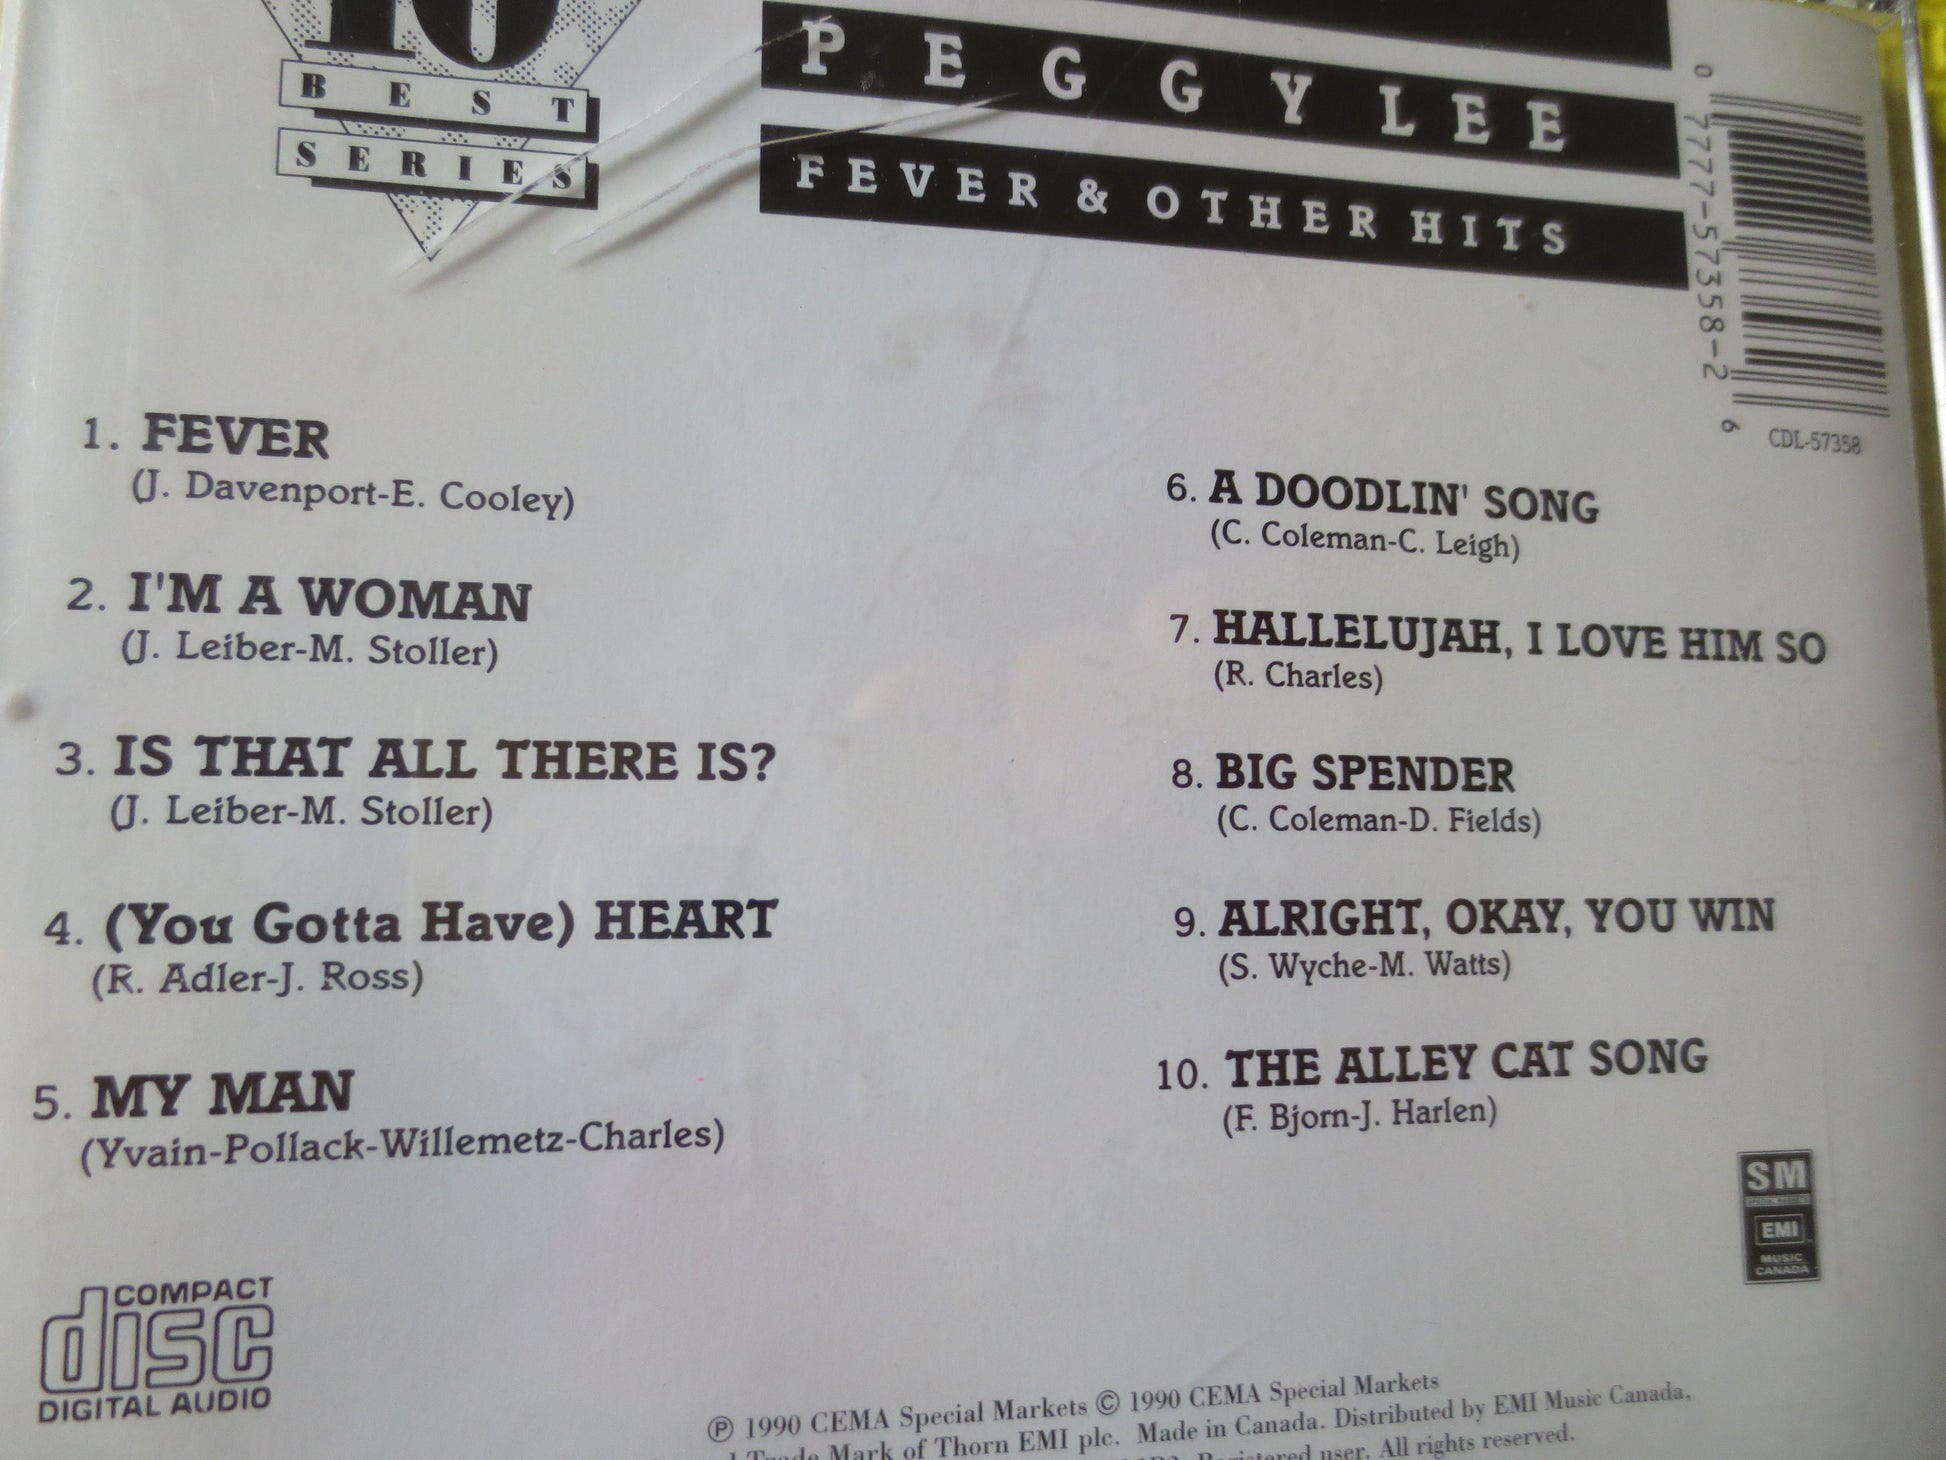 10
BEST
SERIES
PEGGY LEE
FEVER & OTHER HITS
0 7777-57358-2 6
CDL-57358
1. FEVER
(J. Davenport-E. Cooley)
2. I'M A WOMAN
(J. Leiber-M. Stoller)
3. IS THAT ALL THERE IS?
(J. Leiber-M. Stoller)
4. (You Gotta Have) HEART
(R. Adler-J. Ross)
5. MY MAN
(Yvain-Pollack-Willemetz-Charles)
6. A DOODLIN' SONG
(C. Coleman-C. Leigh)
7. HALLELUJAH, I LOVE HIM SO
(R. Charles)
8. BIG SPENDER
(C. Coleman-D. Fields)
9. ALRIGHT, OKAY, YOU WIN
(S. Wyche-M. Watts)
10. THE ALLEY CAT SONG
(F. Bjorn-J. Harlen)
SM
EMI
MUSIC
CANADA
COMPACT
disc
DIGITAL AUDIO
℗ 1990 CEMA Special Markets © 1990 CEMA Special Markets
Trade Mark of Thorn EMI plc. Made in Canada. Distributed by EMI Music Canada,
Registered user. All rights reserved.